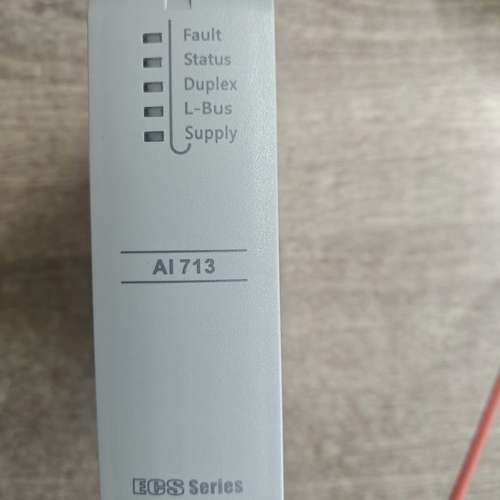 Fault
Status
Duplex
L-Bus
Supply
AI 713
ECS Series